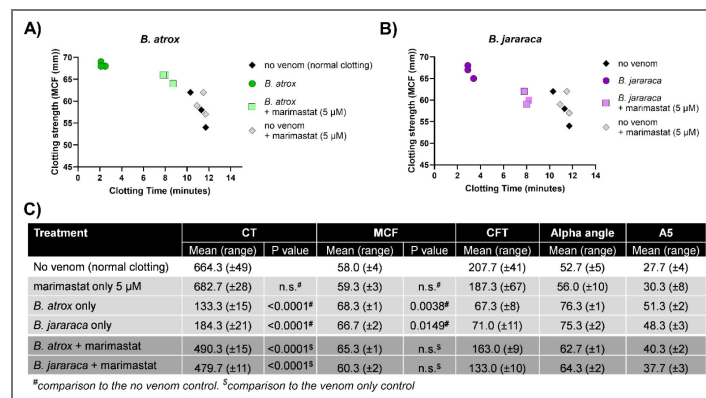 A)
B. atrox
Clotting strength (MCF (mm))
70
65
60
55
50
45
0 2 4 6 8 10 12 14
Clotting Time (minutes)
no venom (normal clotting)
B. atrox
B. atrox
+ marimastat (5 µM)
no venom
+ marimastat (5 µM)
B)
B. jararaca
Clotting strength (MCF (mm))
70
65
60
55
50
45
0 2 4 6 8 10 12 14
Clotting Time (minutes)
no venom
B. jararaca
B. jararaca
+ marimastat (5 µM)
no venom
+ marimastat (5 µM)
C)
Treatment CT MCF CFT Alpha angle A5
Mean (range) P value Mean (range) P value Mean (range) Mean (range) Mean (range)
No venom (normal clotting) 664.3 (±49) 58.0 (±4) 207.7 (±41) 52.7 (±5) 27.7 (±4)
marimastat only 5 µM 682.7 (±28) n.s.# 59.3 (±3) n.s.# 187.3 (±67) 56.0 (±10) 30.3 (±8)
B. atrox only 133.3 (±15) <0.0001# 68.3 (±1) 0.0038# 67.3 (±8) 76.3 (±1) 51.3 (±2)
B. jararaca only 184.3 (±21) <0.0001# 66.7 (±2) 0.0149# 71.0 (±11) 75.3 (±2) 48.3 (±3)
B. atrox + marimastat 490.3 (±15) <0.0001$ 65.3 (±1) n.s.$ 163.0 (±9) 62.7 (±1) 40.3 (±2)
B. jararaca + marimastat 479.7 (±11) <0.0001$ 60.3 (±2) n.s.$ 133.0 (±10) 64.3 (±2) 37.7 (±3)
#comparison to the no venom control. $comparison to the venom only control